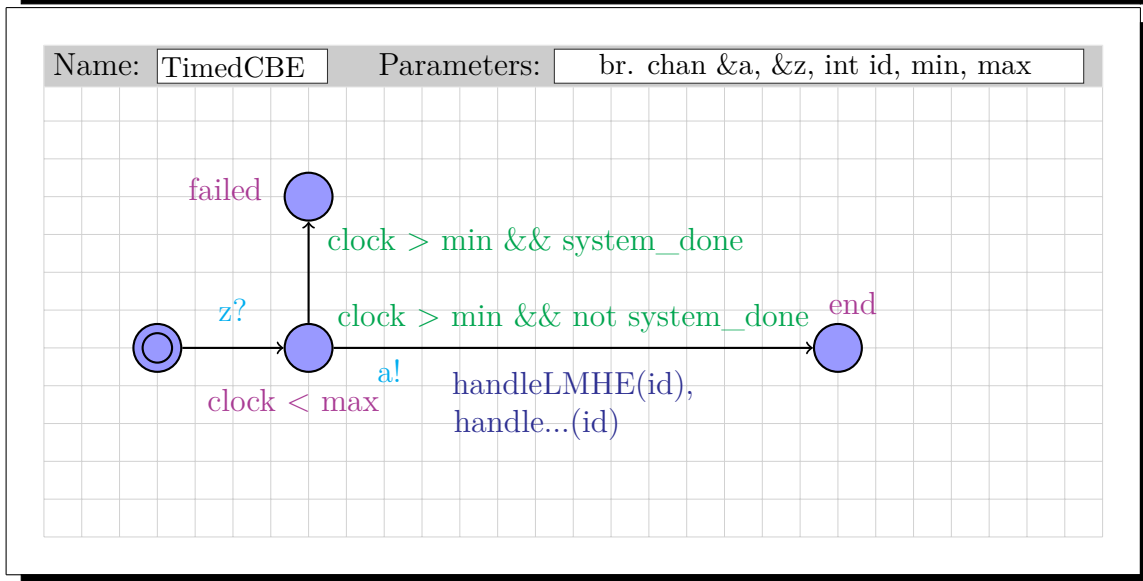 Name: TimedCBE Parameters: br. chan &a, &z, int id, min, max
failed
clock > min && system_done
z?
clock > min && not system_done
end
a!
clock < max
handleLMHE(id),
handle...(id)